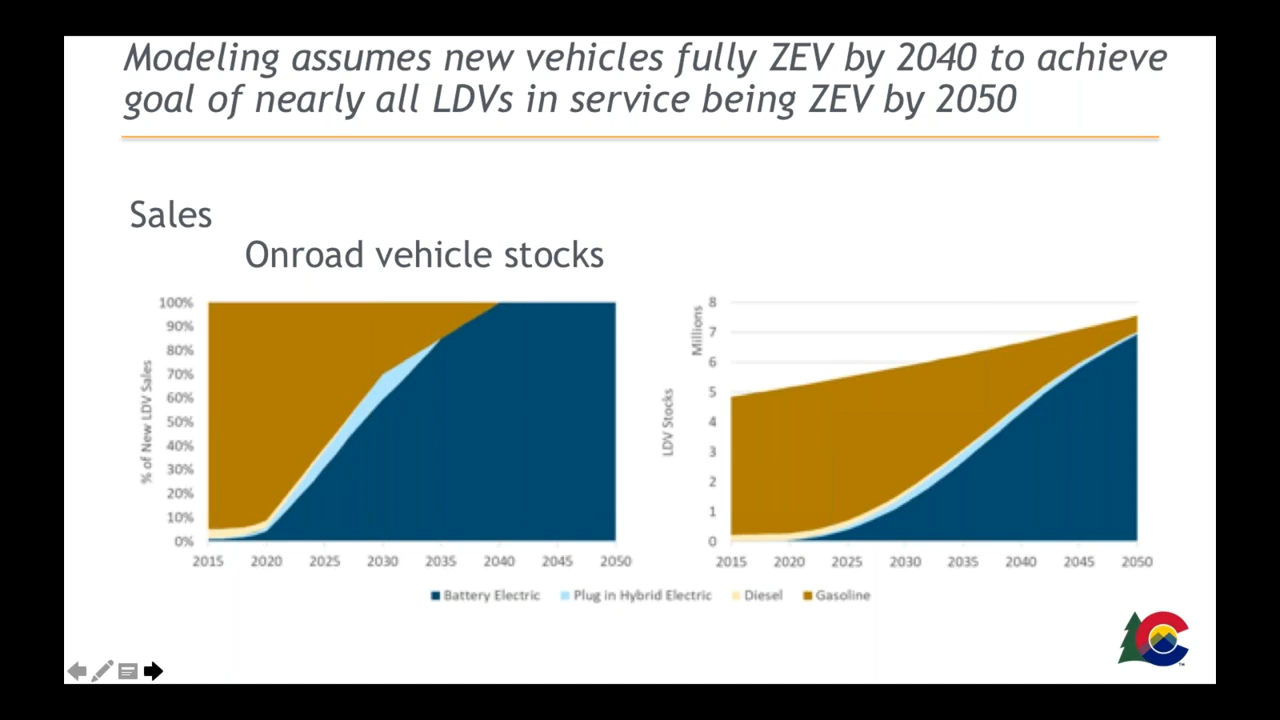 Modeling assumes new vehicles fully ZEV by 2040 to achieve
goal of nearly all LDVs in service being ZEV by 2050
Sales
Onroad vehicle stocks
% of New LDV Sales
100%
90%
80%
70%
60%
50%
40%
30%
20%
10%
0%
2015 2020 2025 2030 2035 2040 2045 2050
Millions
LDV Stocks
8
7
6
5
4
3
2
1
0
2015 2020 2025 2030 2035 2040 2045 2050
Battery Electric Plug in Hybrid Electric Diesel Gasoline